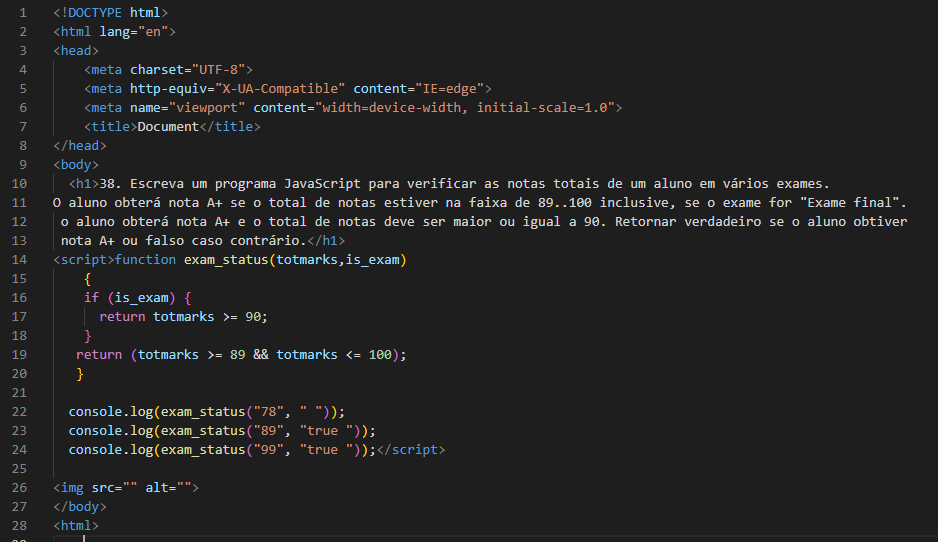 1 <!DOCTYPE html>
2 <html lang="en">
3 <head>
4     <meta charset="UTF-8">
5     <meta http-equiv="X-UA-Compatible" content="IE=edge">
6     <meta name="viewport" content="width=device-width, initial-scale=1.0">
7     <title>Document</title>
8 </head>
9 <body>
10   <h1>38. Escreva um programa JavaScript para verificar as notas totais de um aluno em vários exames.
11 O aluno obterá nota A+ se o total de notas estiver na faixa de 89..100 inclusive, se o exame for "Exame final".
12  o aluno obterá nota A+ e o total de notas deve ser maior ou igual a 90. Retornar verdadeiro se o aluno obtiver
13  nota A+ ou falso caso contrário.</h1>
14 <script>function exam_status(totmarks,is_exam)
15     {
16     if (is_exam) {
17       return totmarks >= 90;
18     }
19    return (totmarks >= 89 && totmarks <= 100);
20    }
21
22   console.log(exam_status("78", " "));
23   console.log(exam_status("89", "true "));
24   console.log(exam_status("99", "true "));</script>
25
26 <img src="" alt="">
27 </body>
28 <html>